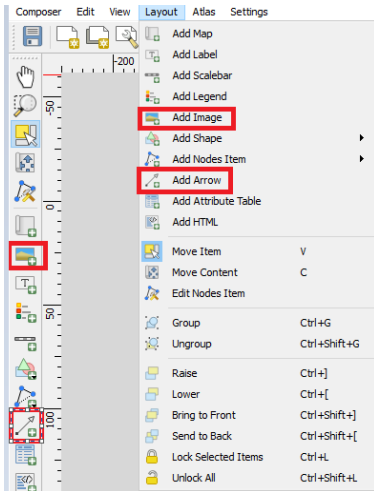 Composer Edit View Layout Atlas Settings
Add Map
-200
Add Label
Add Scalebar
Add Legend
-50
Add Image
Add Shape
Add Nodes Item
Add Arrow
0
Add Attribute Table
Add HTML
Move Item V
Move Content C
Edit Nodes Item
50
Group Ctrl+G
Ungroup Ctrl+Shift+G
Raise Ctrl+]
Lower Ctrl+[
100
Bring to Front Ctrl+Shift+]
Send to Back Ctrl+Shift+[
Lock Selected Items Ctrl+L
Unlock All Ctrl+Shift+L